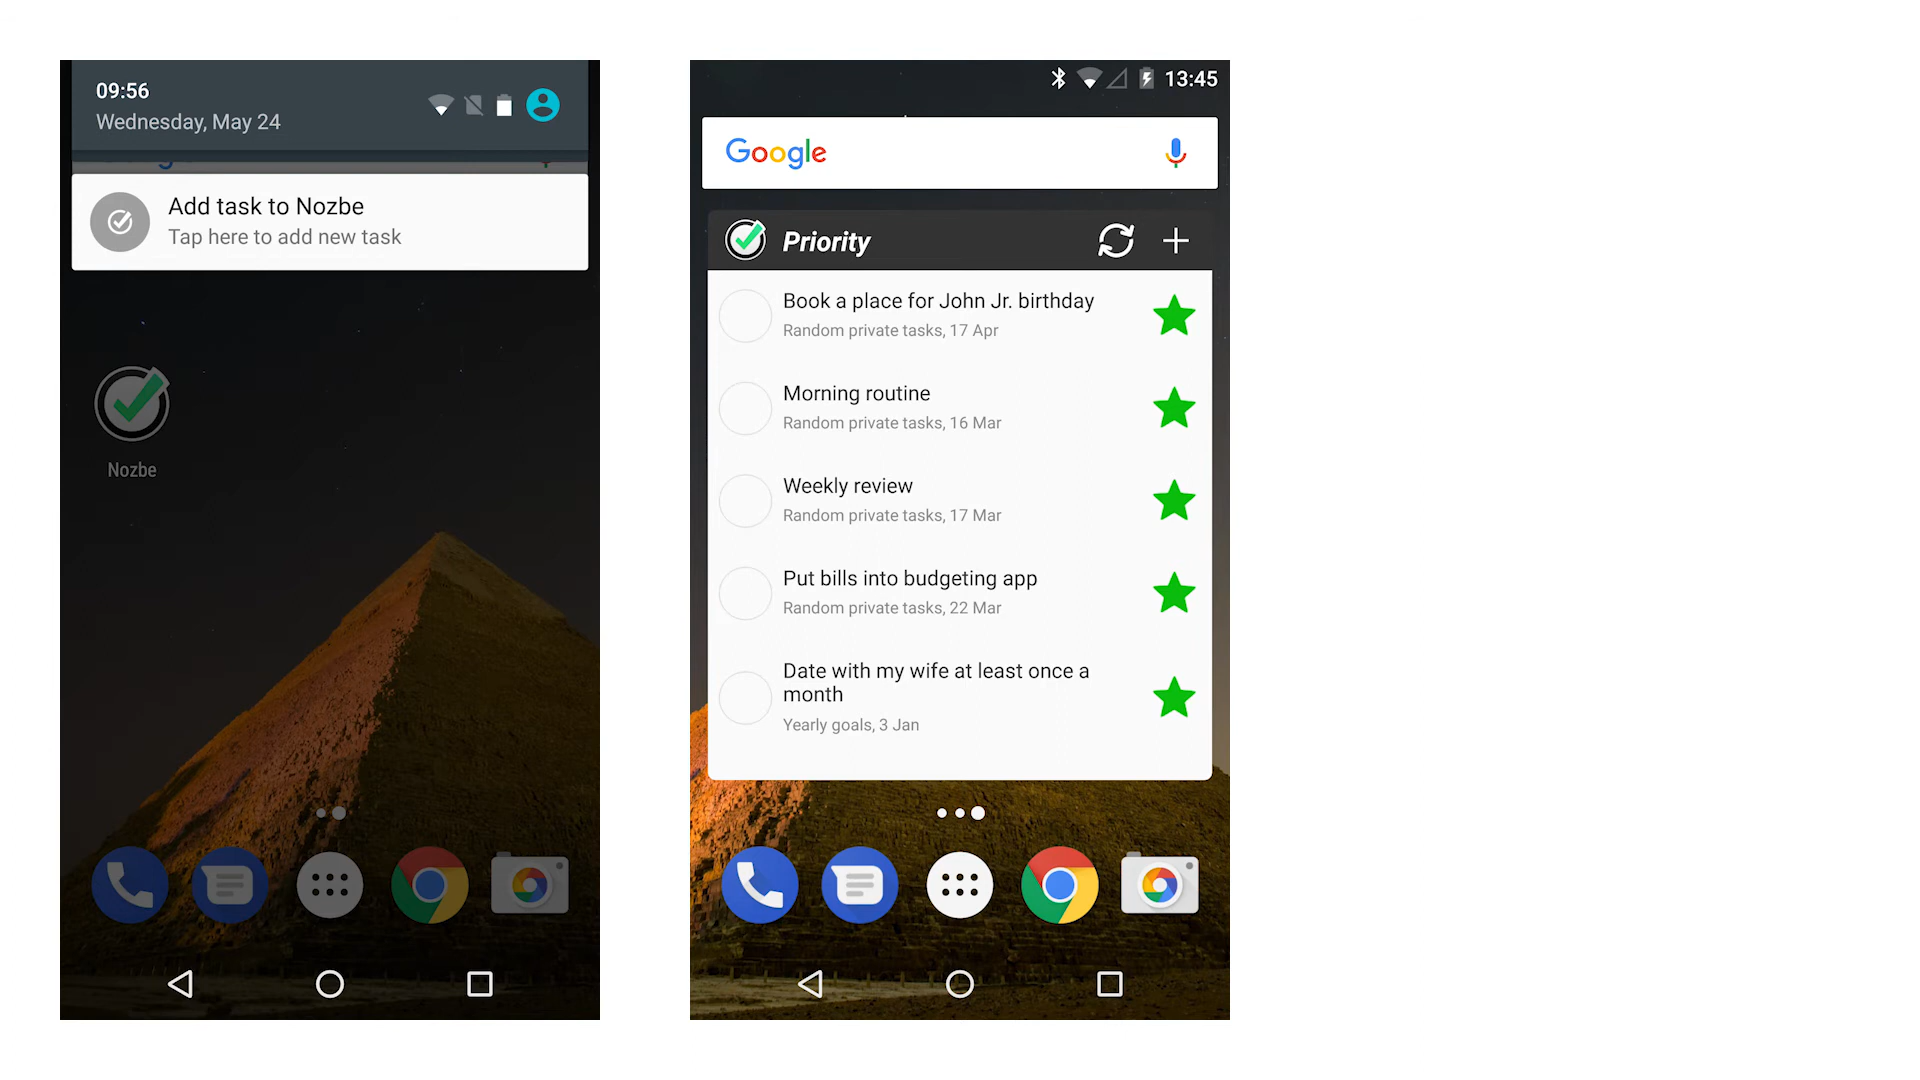 09:56
Wednesday, May 24
Add task to Nozbe
Tap here to add new task
Nozbe
13:45
Google
Priority
Book a place for John Jr. birthday
Random private tasks, 17 Apr
Morning routine
Random private tasks, 16 Mar
Weekly review
Random private tasks, 17 Mar
Put bills into budgeting app
Random private tasks, 22 Mar
Date with my wife at least once a
month
Yearly goals, 3 Jan